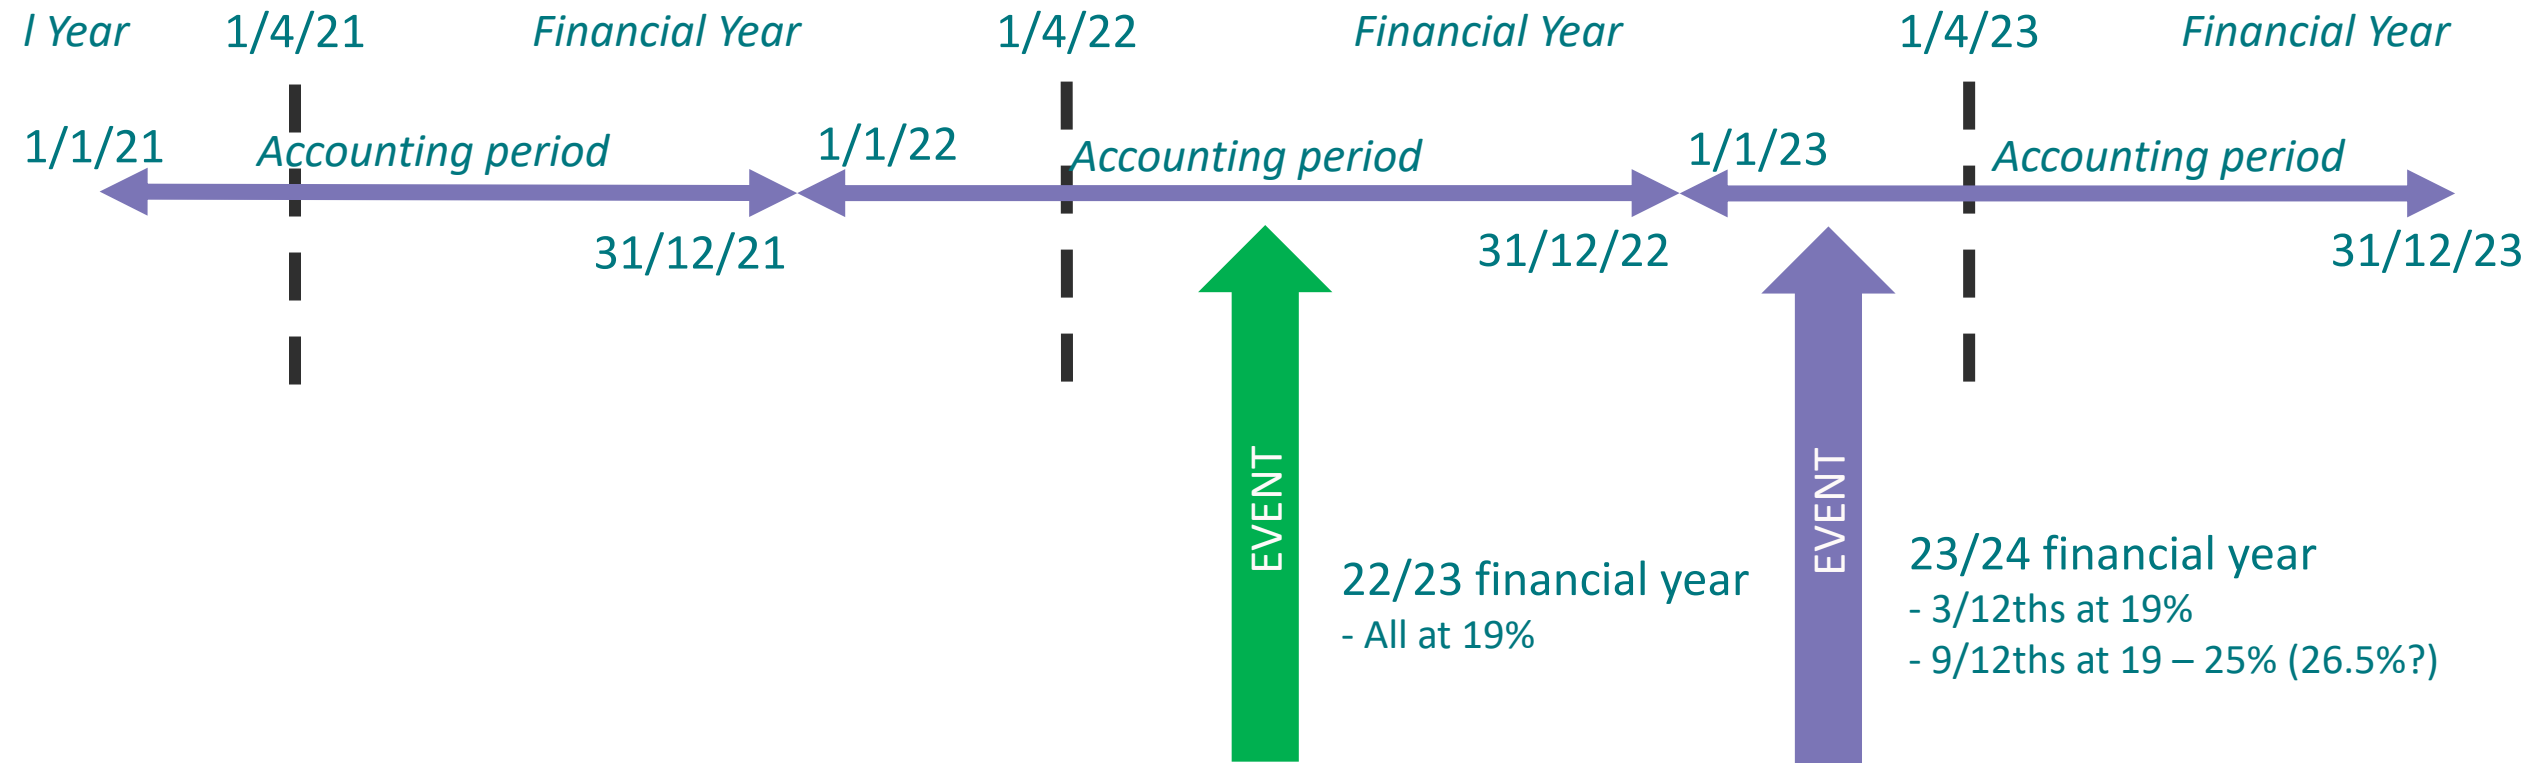 l Year
1/4/21
Financial Year
1/4/22
Financial Year
1/4/23
Financial Year
1/1/21
Accounting period
1/1/22
Accounting period
1/1/23
Accounting period
31/12/21
31/12/22
31/12/23
EVENT
22/23 financial year
- All at 19%
EVENT
23/24 financial year
- 3/12ths at 19%
- 9/12ths at 19 – 25% (26.5%?)